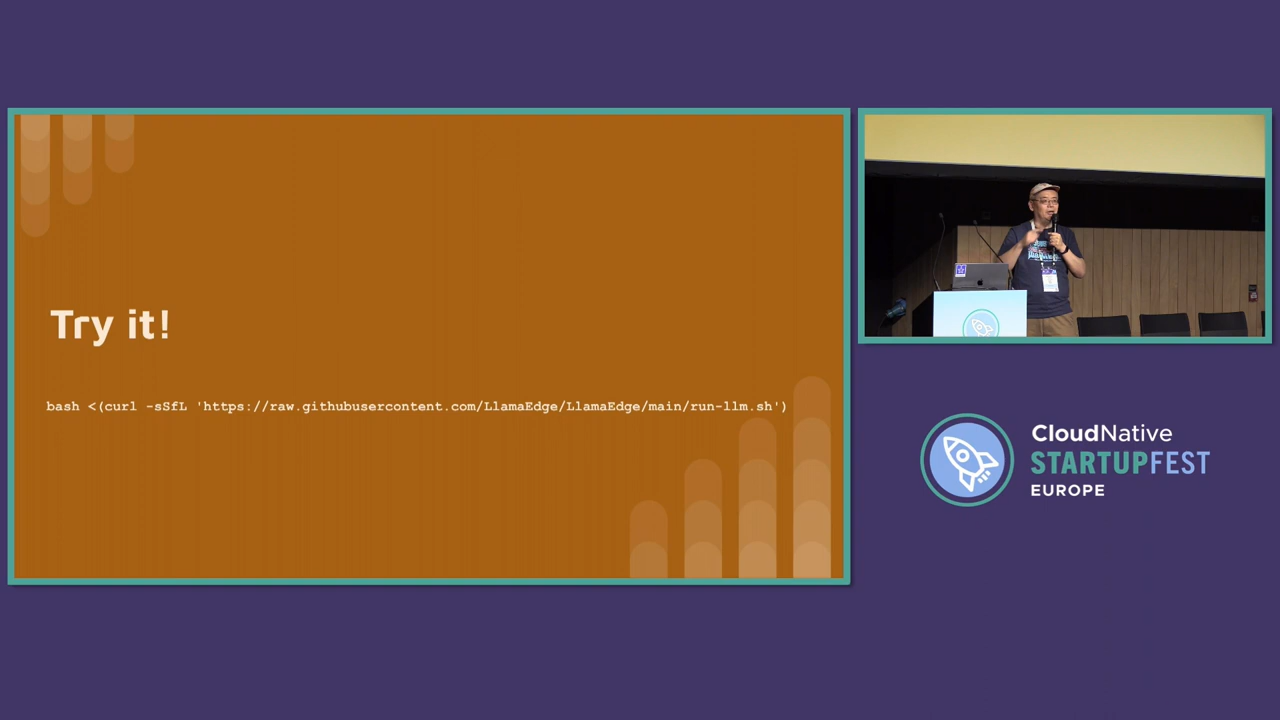 Try it!
bash <(curl -sSfL 'https://raw.githubusercontent.com/LlamaEdge/LlamaEdge/main/run-llm.sh')
CloudNative
STARTUPFEST
EUROPE